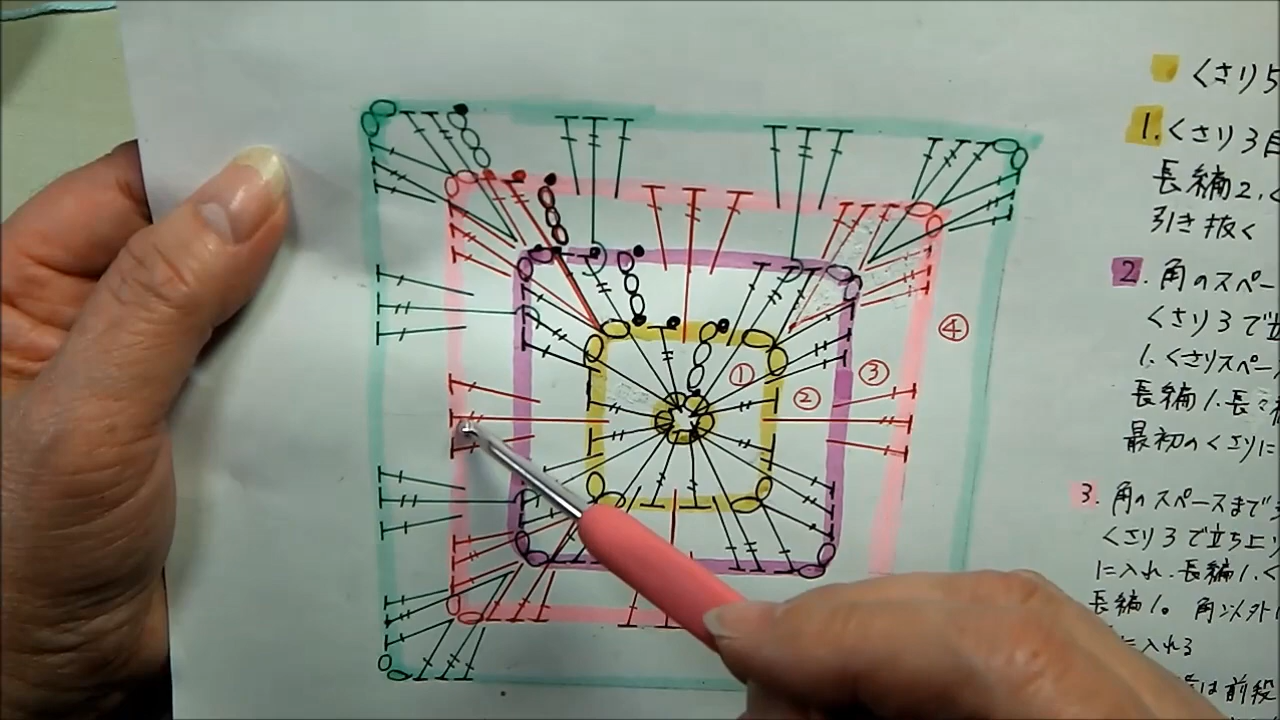 くさり5
1. くさり3目
長編2、く
引き抜く
2. 角のスペー
くさり3で立
1. くさりスペー
長編1. 長々
最初のくさりに
3. 角のスペースまで
くさり3で立ち上り
1に入れ、長編1. く
長編1。角以外
に入れる
は前段
①
②
③
④